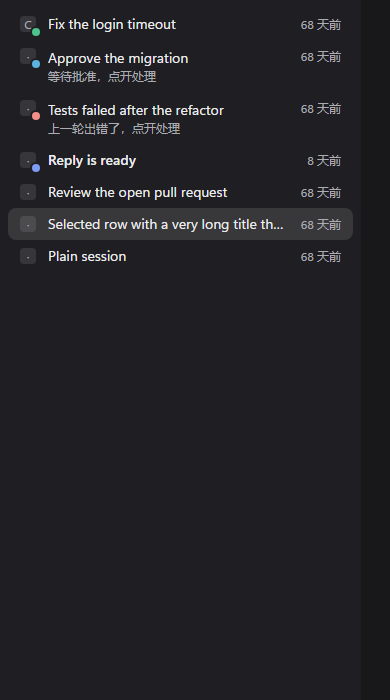 C Fix the login timeout 68 天前
· Approve the migration 68 天前
等待批准，点开处理
· Tests failed after the refactor 68 天前
上一轮出错了，点开处理
· Reply is ready 8 天前
· Review the open pull request 68 天前
· Selected row with a very long title th... 68 天前
· Plain session 68 天前